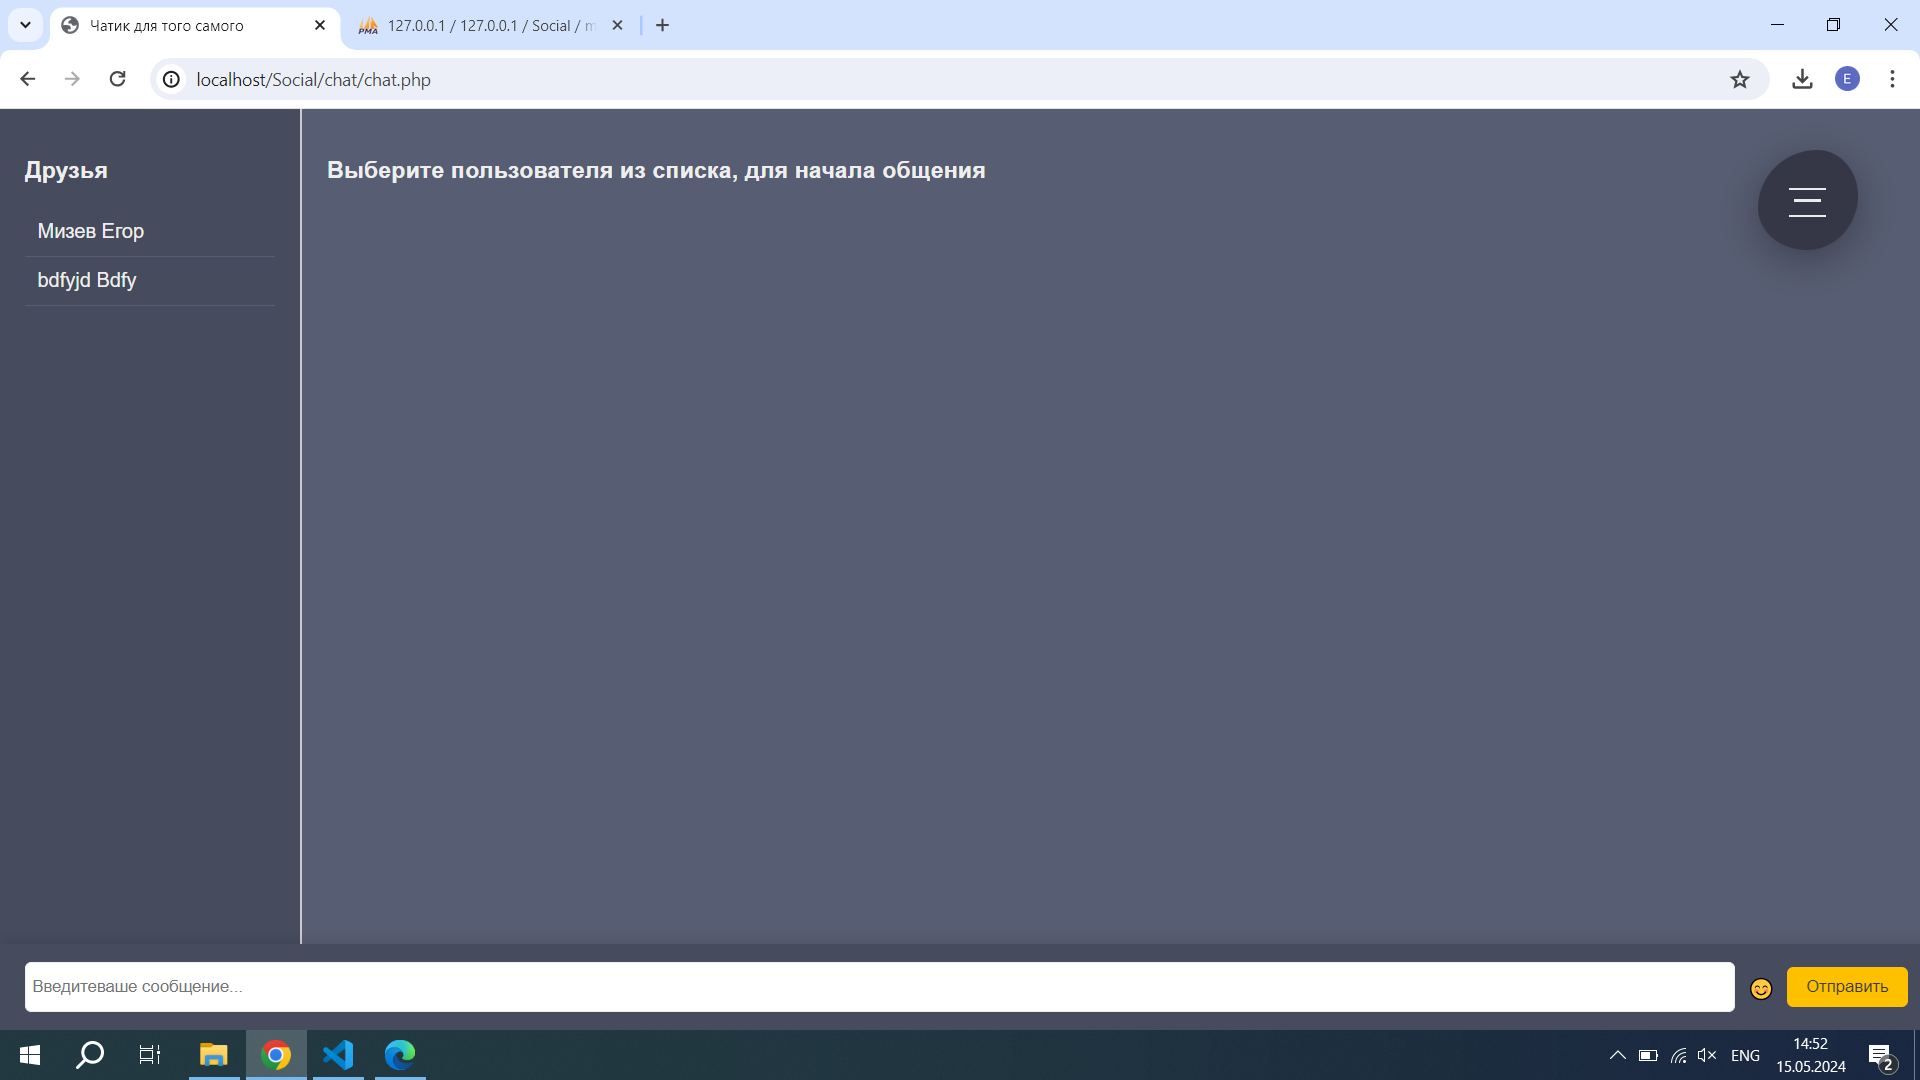 Чатик для того самого
127.0.0.1 / 127.0.0.1 / Social / m
localhost/Social/chat/chat.php
E
Друзья
Мизев Егор
bdfyjd Bdfy
Выберите пользователя из списка, для начала общения
Введитеваше сообщение...
Отправить
ENG
14:52
15.05.2024
2
PMA